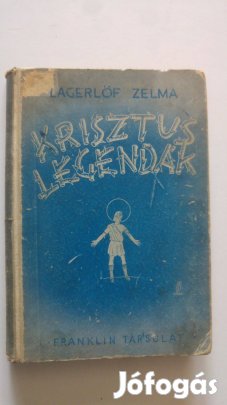 LAGERLÖF ZELMA
KRISZTUS
LEGENDÁK
FRANKLIN TÁRSULAT
Jófogás